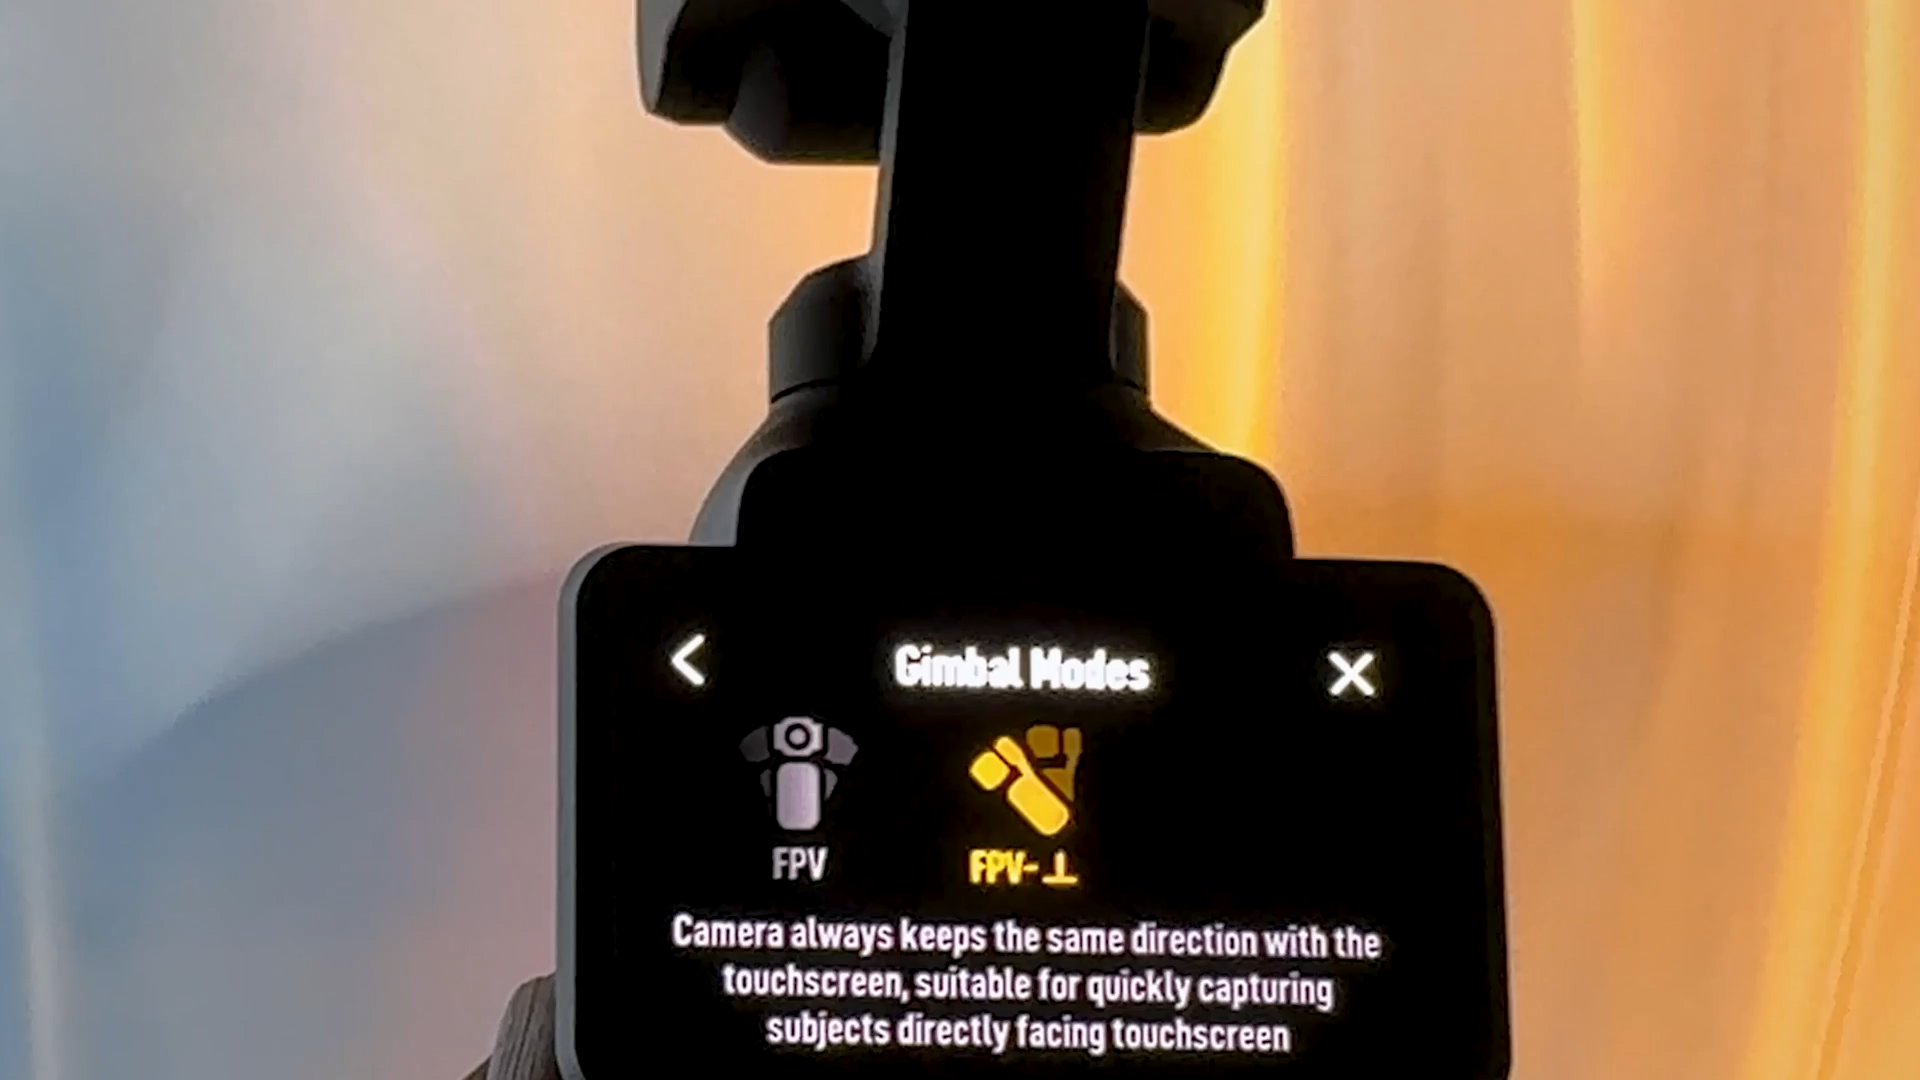 Gimbal Modes
FPV
FPV-⊥
Camera always keeps the same direction with the
touchscreen, suitable for quickly capturing
subjects directly facing touchscreen